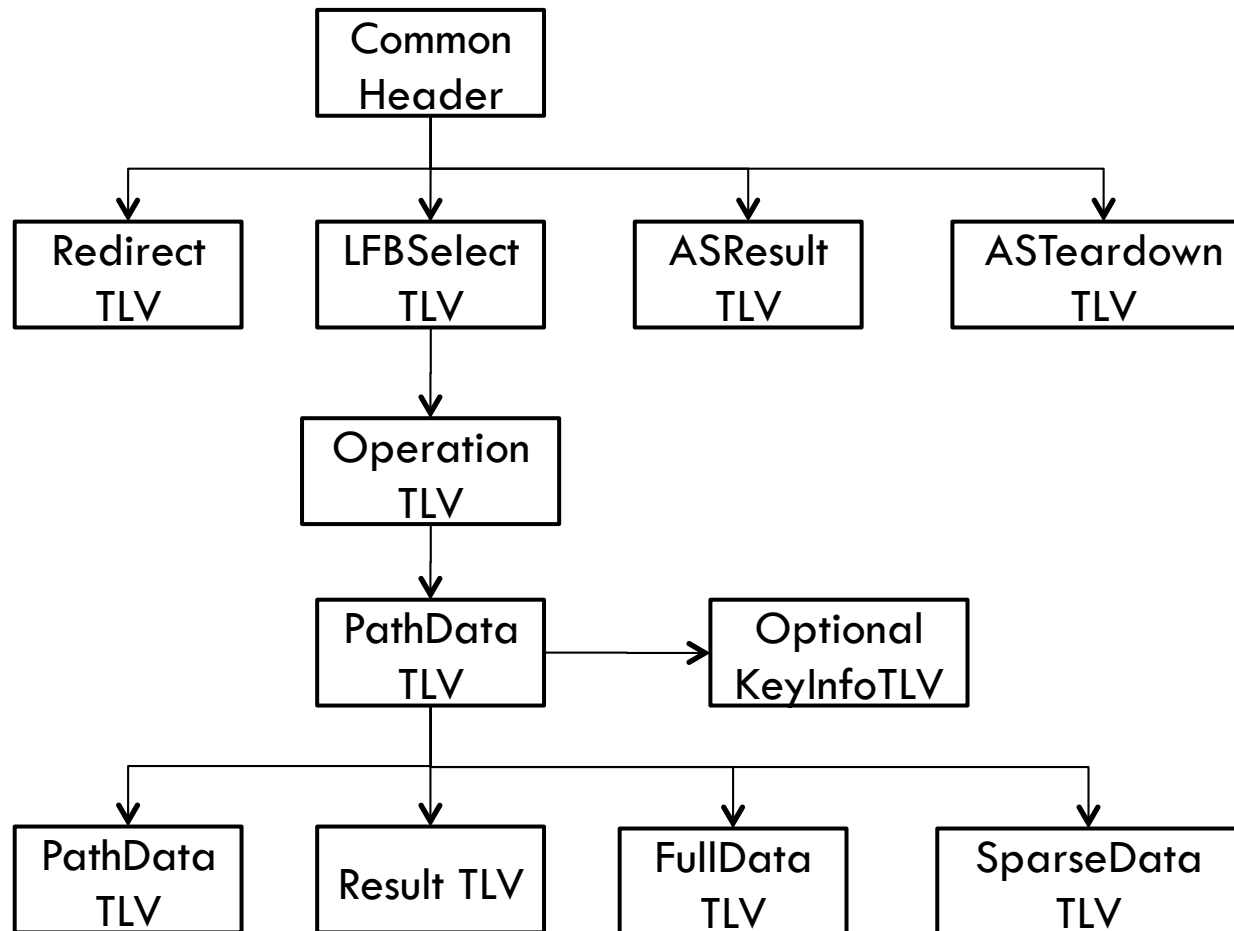 Common
Header
Redirect
TLV
LFBSelect
TLV
ASResult
TLV
ASTeardown
TLV
Operation
TLV
PathData
TLV
Optional
KeyInfoTLV
PathData
TLV
Result TLV
FullData
TLV
SparseData
TLV